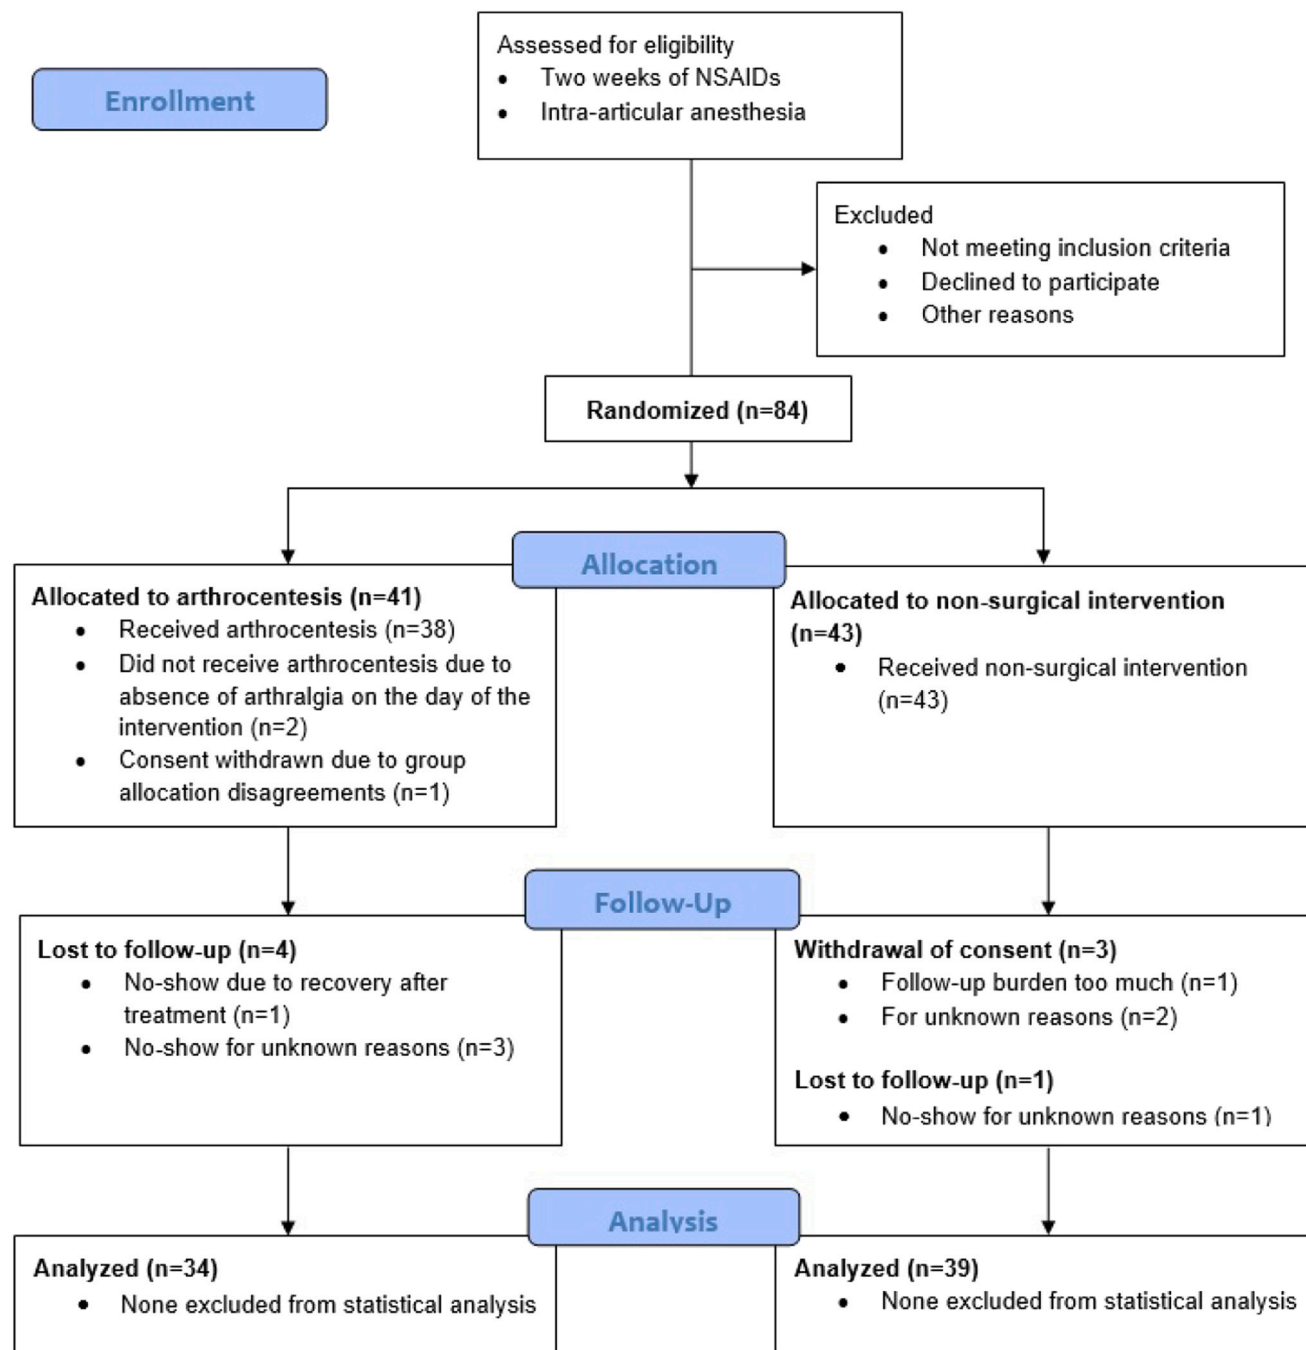 Assessed for eligibility
• Two weeks of NSAIDs
• Intra-articular anesthesia
Enrollment
Excluded
• Not meeting inclusion criteria
• Declined to participate
• Other reasons
Randomized (n=84)
Allocation
Allocated to arthrocentesis (n=41)
• Received arthrocentesis (n=38)
• Did not receive arthrocentesis due to
absence of arthralgia on the day of the
intervention (n=2)
• Consent withdrawn due to group
allocation disagreements (n=1)
Allocated to non-surgical intervention
(n=43)
• Received non-surgical intervention
(n=43)
Follow-Up
Lost to follow-up (n=4)
• No-show due to recovery after
treatment (n=1)
• No-show for unknown reasons (n=3)
Withdrawal of consent (n=3)
• Follow-up burden too much (n=1)
• For unknown reasons (n=2)
Lost to follow-up (n=1)
• No-show for unknown reasons (n=1)
Analysis
Analyzed (n=34)
• None excluded from statistical analysis
Analyzed (n=39)
• None excluded from statistical analysis